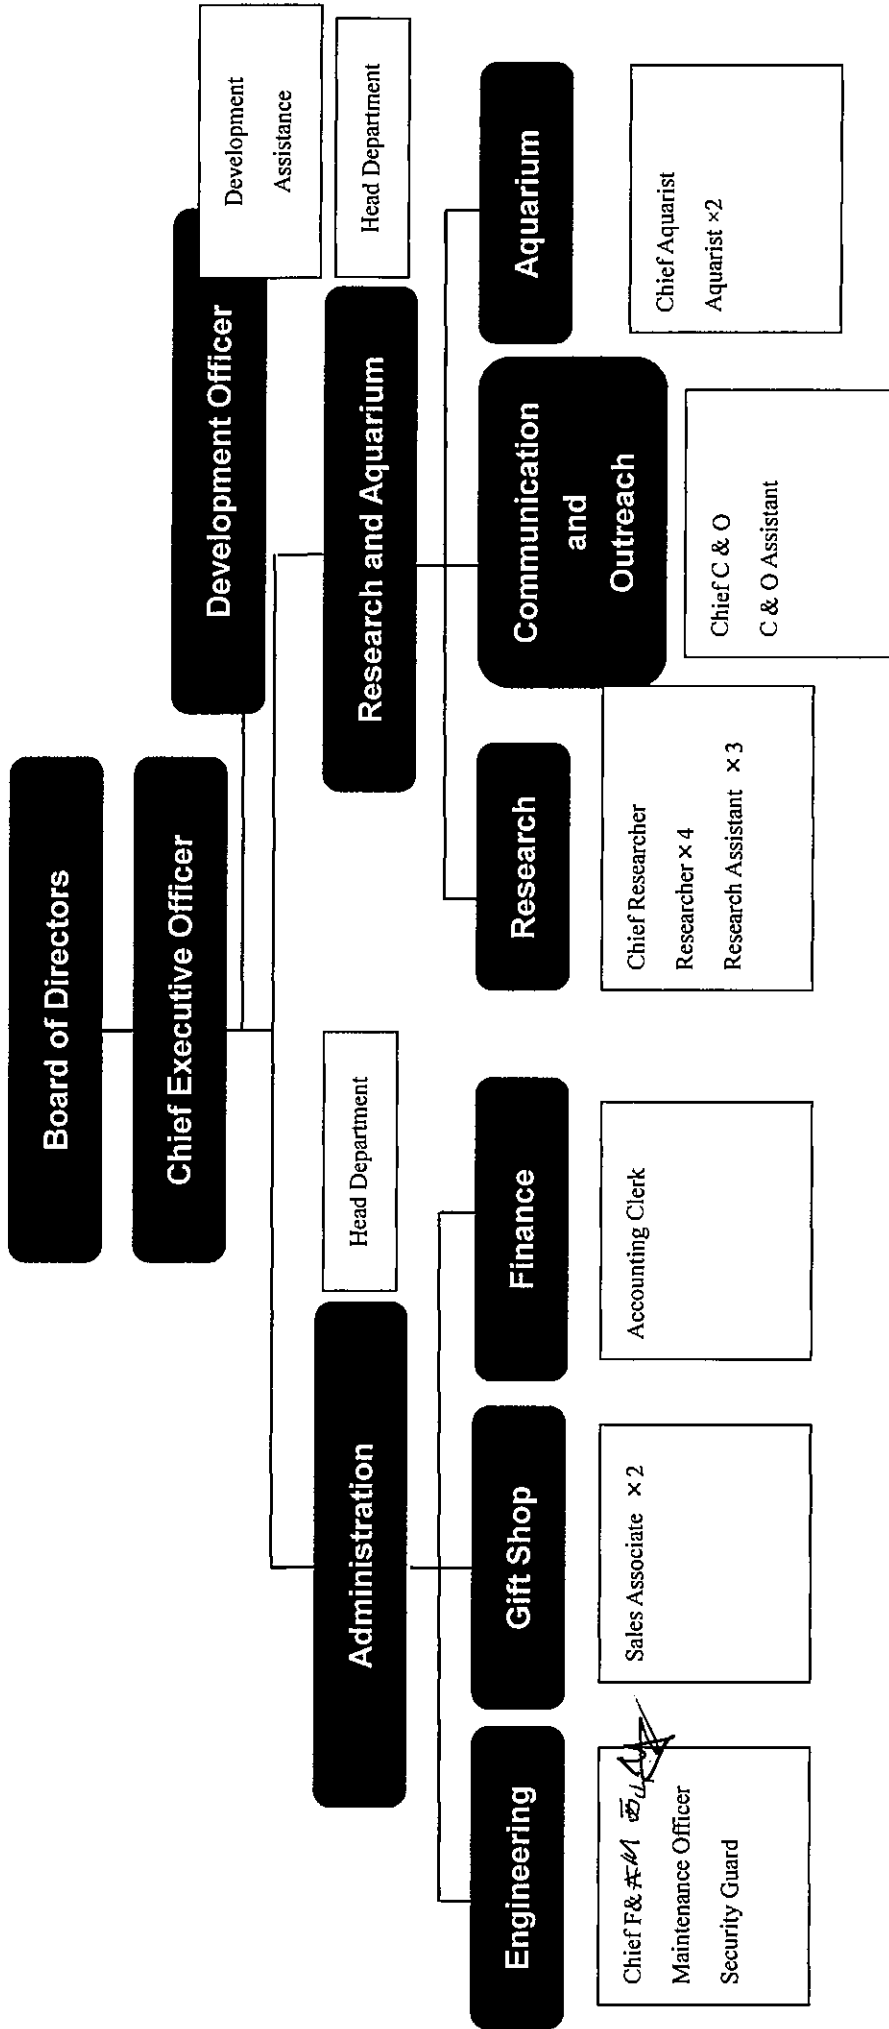 Board of Directors
Chief Executive Officer
Development Officer
Development
Assistance
Administration
Head Department
Research and Aquarium
Head Department
Engineering
Gift Shop
Finance
Research
Communication
and
Outreach
Aquarium
Chief F&
Maintenance Officer
Security Guard
Sales Associate ×2
Accounting Clerk
Chief Researcher
Researcher ×4
Research Assistant ×3
Chief C & O
C & O Assistant
Chief Aquarist
Aquarist ×2